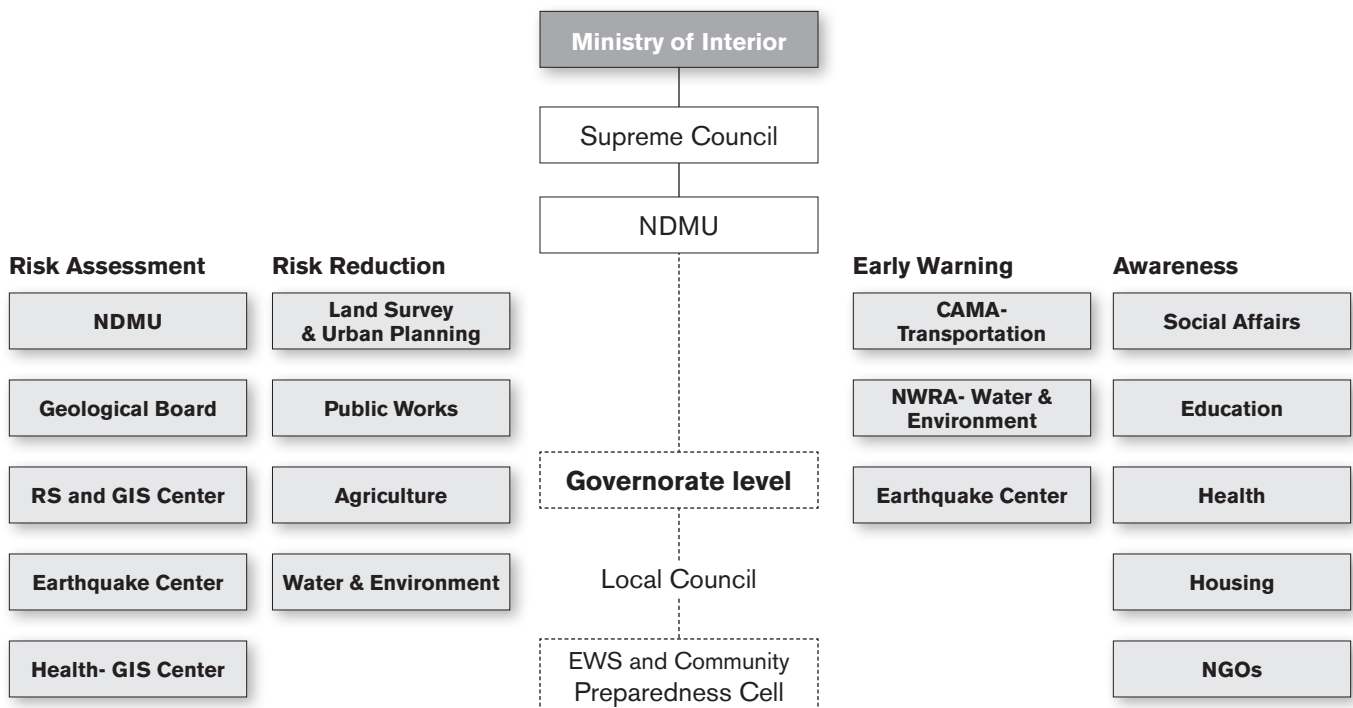 Ministry of Interior
Supreme Council
NDMU
Risk Assessment
NDMU
Geological Board
RS and GIS Center
Earthquake Center
Health- GIS Center
Risk Reduction
Land Survey
& Urban Planning
Public Works
Agriculture
Water & Environment
Governorate level
Local Council
EWS and Community
Preparedness Cell
Early Warning
CAMA-
Transportation
NWRA- Water &
Environment
Earthquake Center
Awareness
Social Affairs
Education
Health
Housing
NGOs